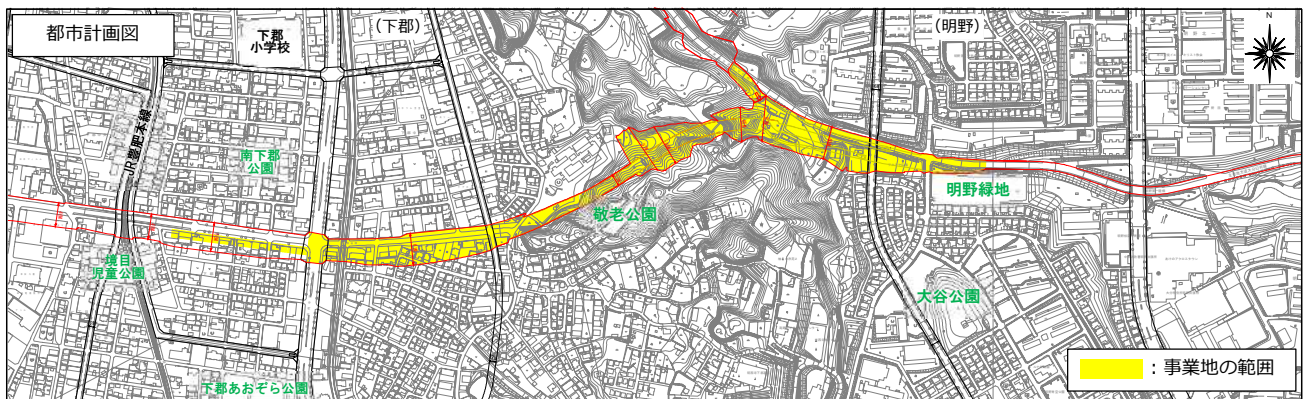 都市計画図
下郡
小学校
(下郡)
(明野)
N
JR豊肥本線
南下郡
公園
敬老公園
明野緑地
境目
児童公園
大谷公園
下郡あおぞら公園
：事業地の範囲